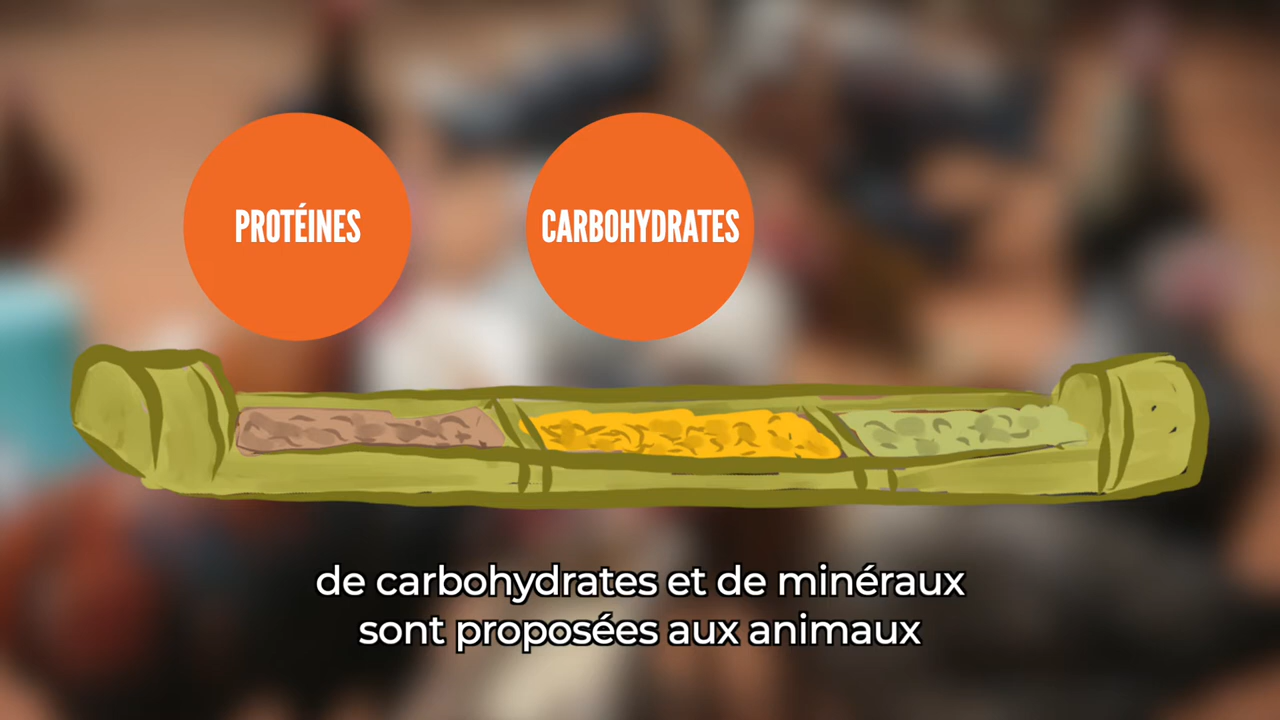 PROTÉINES
CARBOHYDRATES
de carbohydrates et de minéraux
sont proposées aux animaux